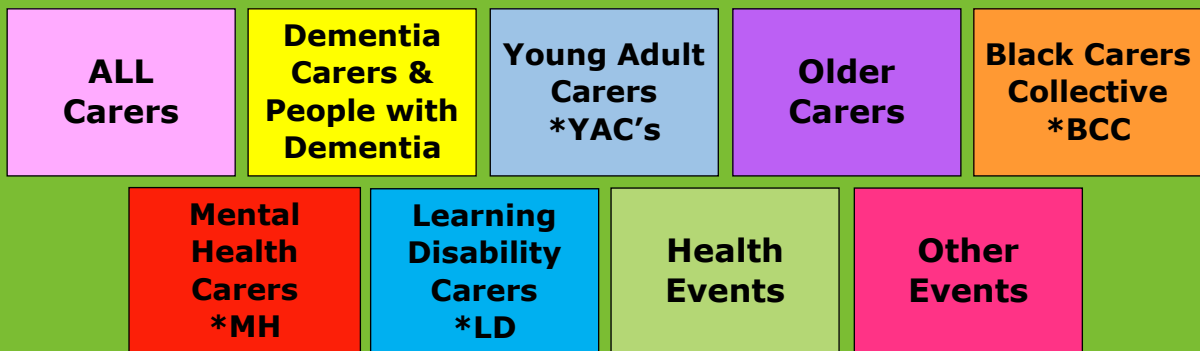 ALL
Carers
Dementia
Carers &
People with
Dementia
Young Adult
Carers
*YAC’s
Older
Carers
Black Carers
Collective
*BCC
Mental
Health
Carers
*MH
Learning
Disability
Carers
*LD
Health
Events
Other
Events